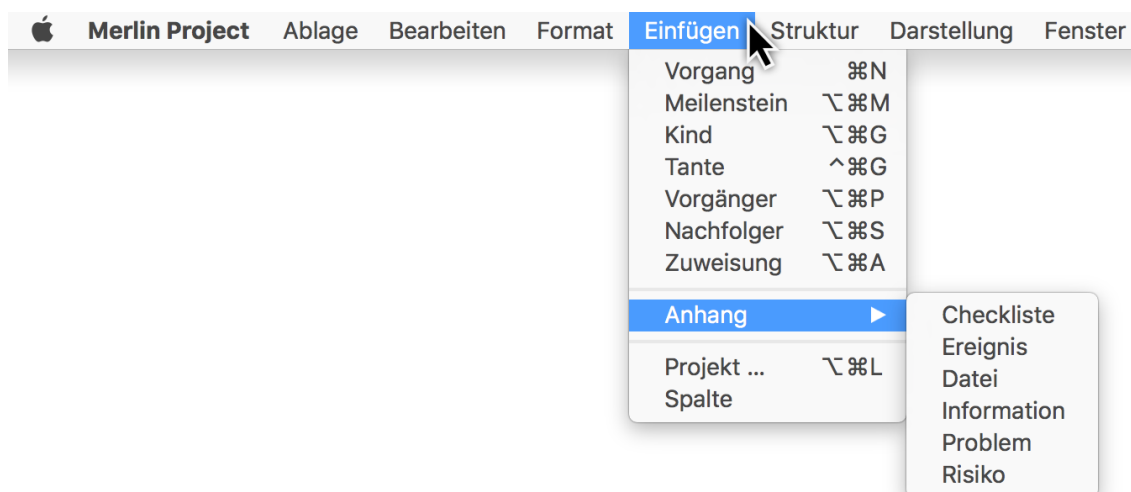 Merlin Project Ablage Bearbeiten Format Einfügen Struktur Darstellung Fenster
Vorgang ⌘N
Meilenstein ⌥⌘M
Kind ⌥⌘G
Tante ^⌘G
Vorgänger ⌥⌘P
Nachfolger ⌥⌘S
Zuweisung ⌥⌘A
Anhang ▶
Checkliste
Ereignis
Datei
Information
Problem
Risiko
Projekt ... ⌥⌘L
Spalte